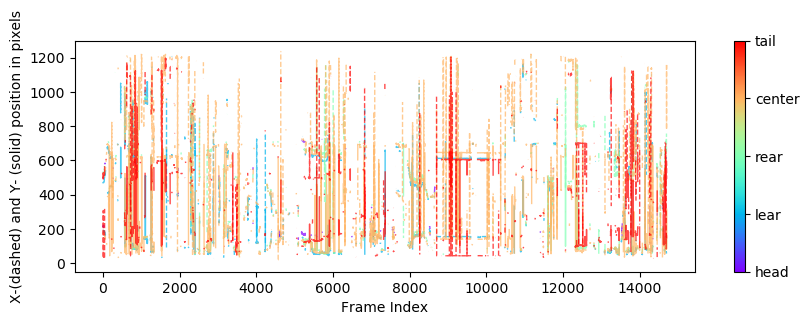 X-(dashed) and Y- (solid) position in pixels
1200
1000
800
600
400
200
0
0 2000 4000 6000 8000 10000 12000 14000
Frame Index
tail
center
rear
lear
head